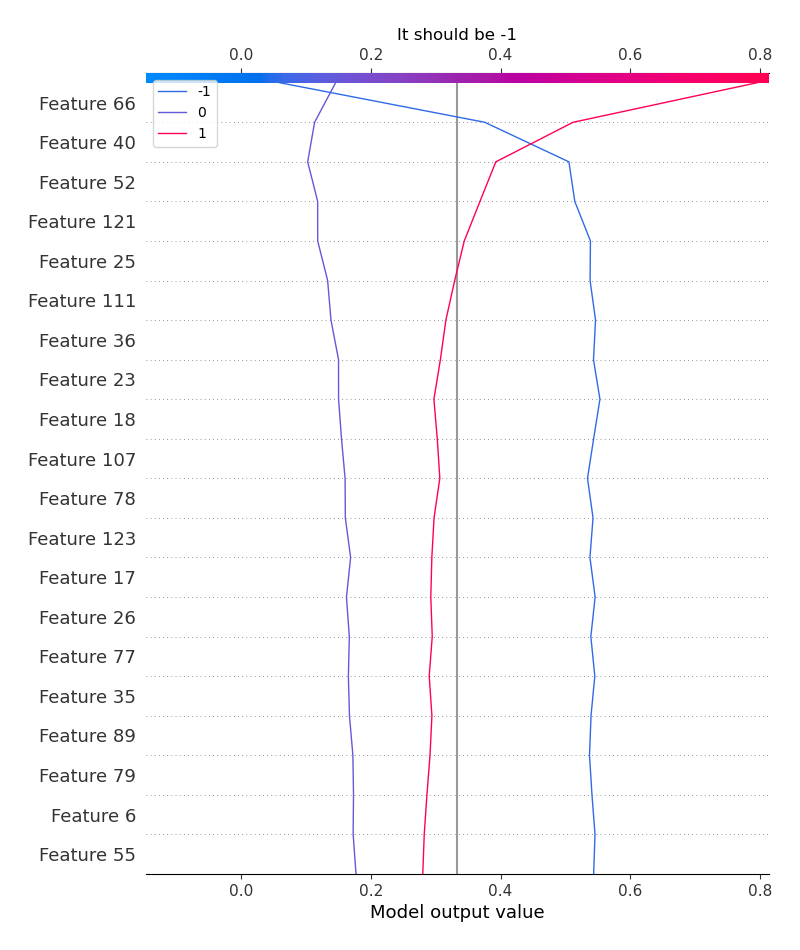 It should be -1
0.0 0.2 0.4 0.6 0.8
-1
0
1
Feature 66
Feature 40
Feature 52
Feature 121
Feature 25
Feature 111
Feature 36
Feature 23
Feature 18
Feature 107
Feature 78
Feature 123
Feature 17
Feature 26
Feature 77
Feature 35
Feature 89
Feature 79
Feature 6
Feature 55
0.0 0.2 0.4 0.6 0.8
Model output value